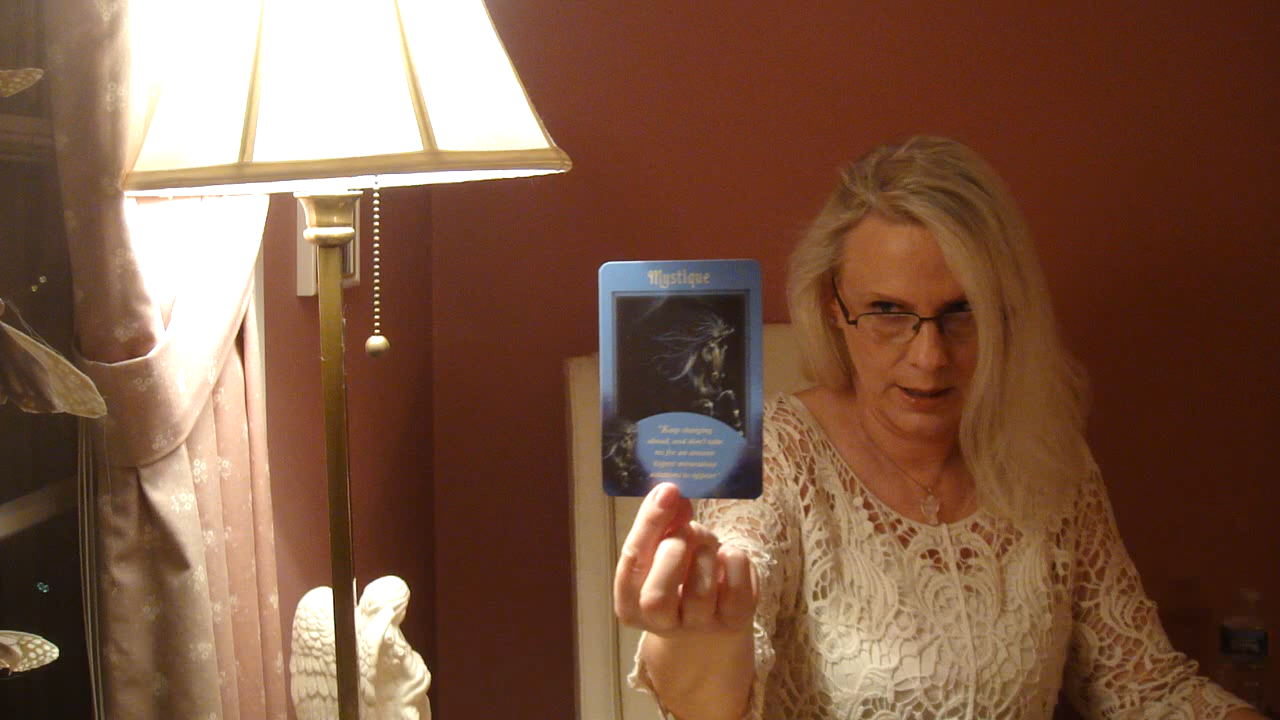 Mystique
"Keep charging
ahead, and don't take
no for an answer
Expect miraculous
solutions to appear"